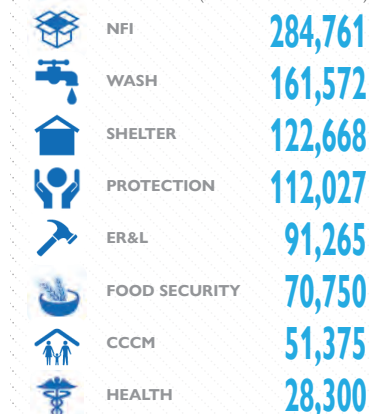 NFI 284,761
WASH 161,572
SHELTER 122,668
PROTECTION 112,027
ER&L 91,265
FOOD SECURITY 70,750
CCCM 51,375
HEALTH 28,300